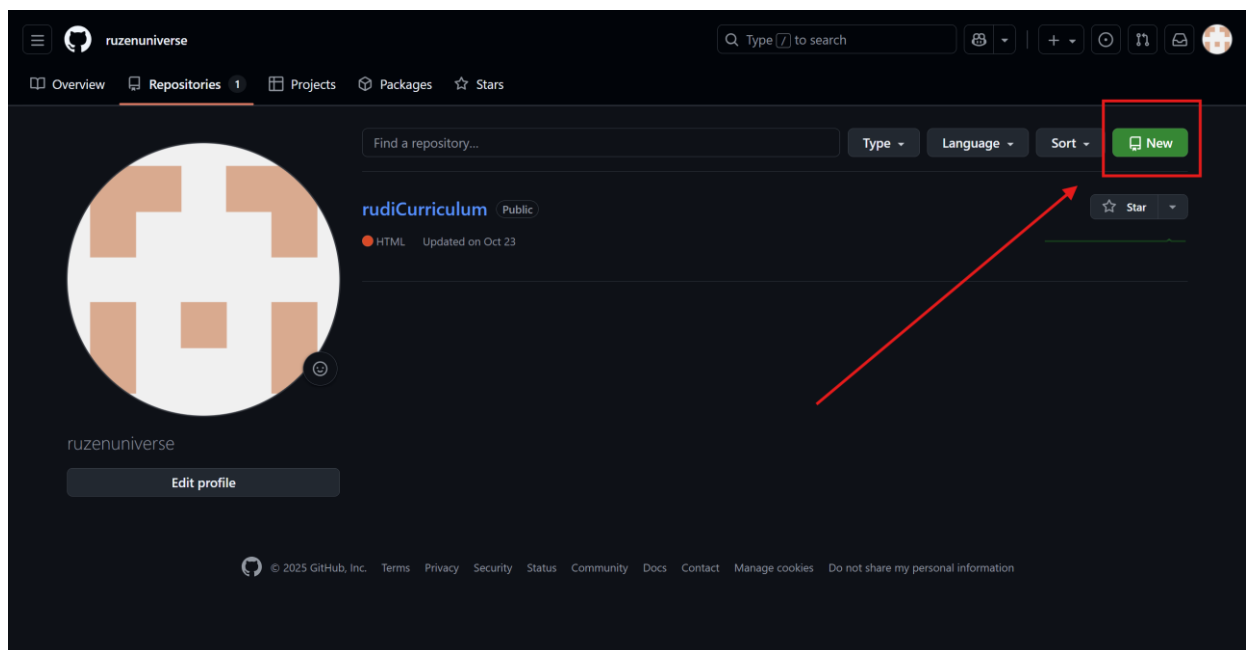 ruzenuniverse
Type / to search
Overview
Repositories 1
Projects
Packages
Stars
Find a repository...
Type
Language
Sort
New
rudiCurriculum Public
Star
HTML Updated on Oct 23
ruzenuniverse
Edit profile
© 2025 GitHub, Inc. Terms Privacy Security Status Community Docs Contact Manage cookies Do not share my personal information